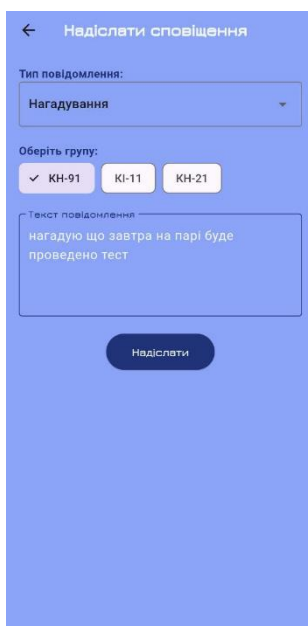 Надіслати сповіщення
Тип повідомлення:
Нагадування
Оберіть групу:
КН-91 КІ-11 КН-21
Текст повідомлення
нагадую що завтра на парі буде
проведено тест
Надіслати